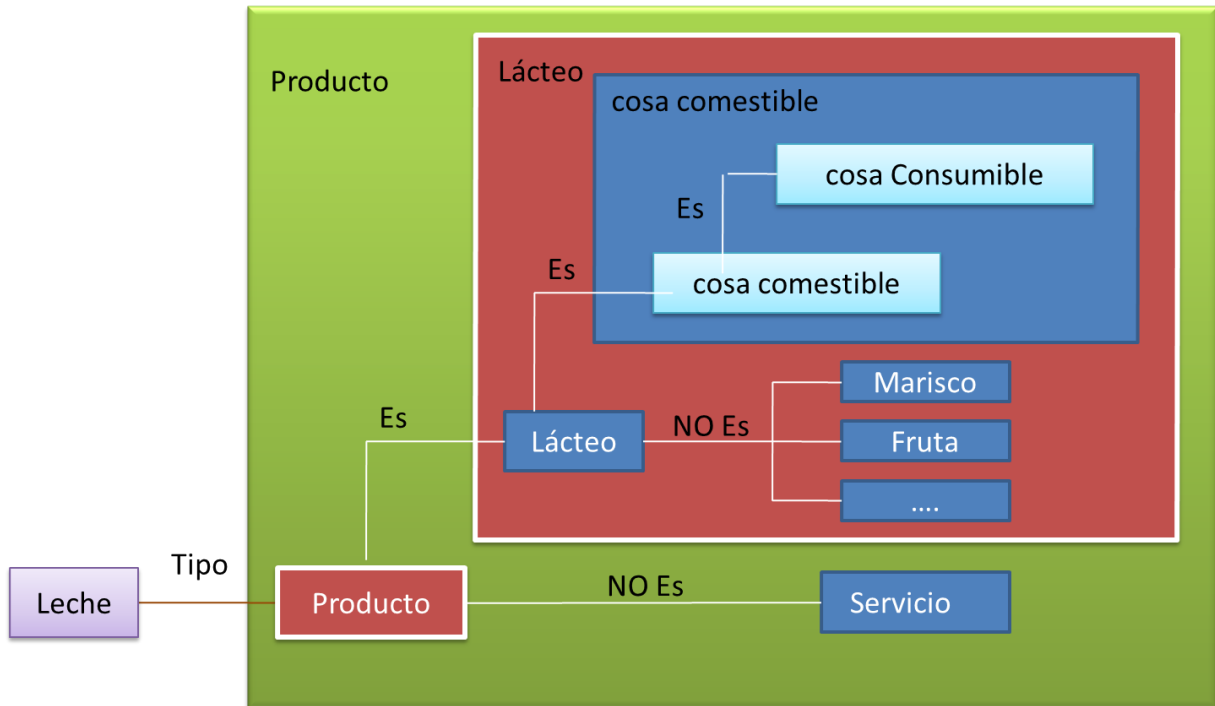 Producto
Lácteo
cosa comestible
cosa Consumible
Es
Es
cosa comestible
Marisco
Es
Lácteo
NO Es
Fruta
....
Tipo
Leche
Producto
NO Es
Servicio